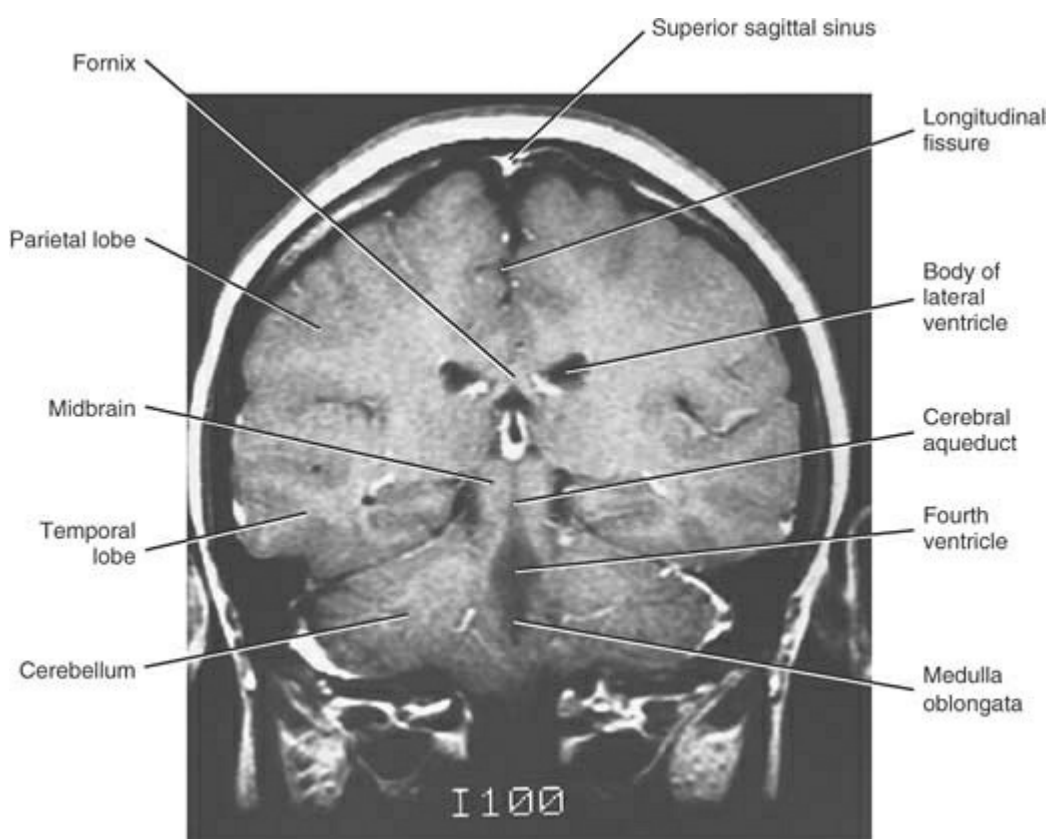 Superior sagittal sinus
Fornix
Longitudinal
fissure
Parietal lobe
Body of
lateral
ventricle
Midbrain
Cerebral
aqueduct
Temporal
lobe
Fourth
ventricle
Cerebellum
Medulla
oblongata
I100